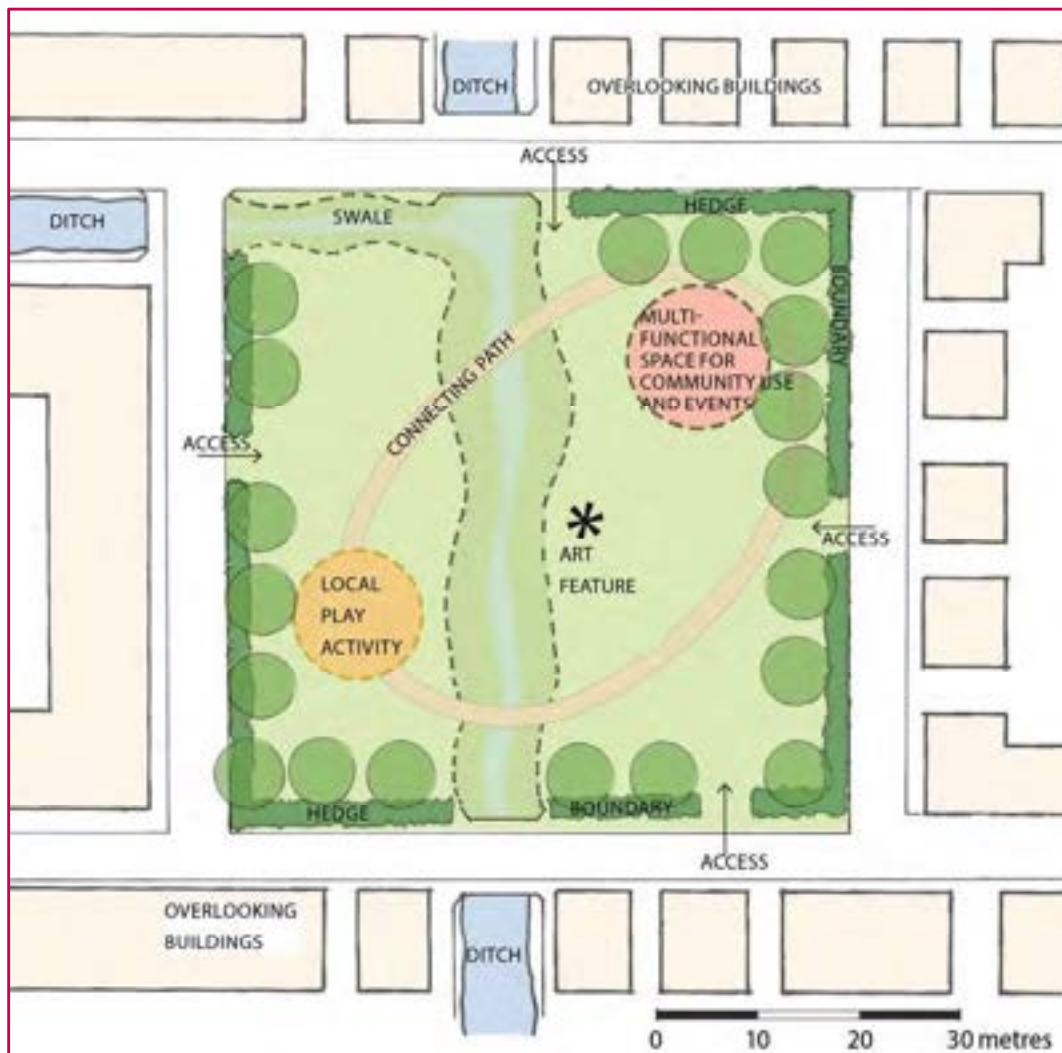 DITCH
OVERLOOKING BUILDINGS
ACCESS
DITCH
SWALE
HEDGE
BOUNDARY
MULTI-
FUNCTIONAL
SPACE FOR
COMMUNITY USE
AND EVENTS
CONNECTING PATH
ACCESS
ART
FEATURE
ACCESS
LOCAL
PLAY
ACTIVITY
HEDGE
BOUNDARY
ACCESS
OVERLOOKING
BUILDINGS
DITCH
0 10 20 30 metres